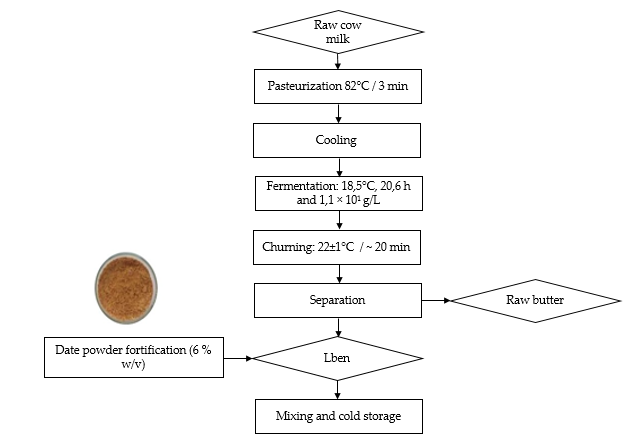 Raw cow
milk
Pasteurization 82°C / 3 min
Cooling
Fermentation: 18,5°C, 20,6 h
and 1,1 × 10¹ g/L
Churning: 22±1°C / ~ 20 min
Separation
Raw butter
Date powder fortification (6 %
w/v)
Lben
Mixing and cold storage